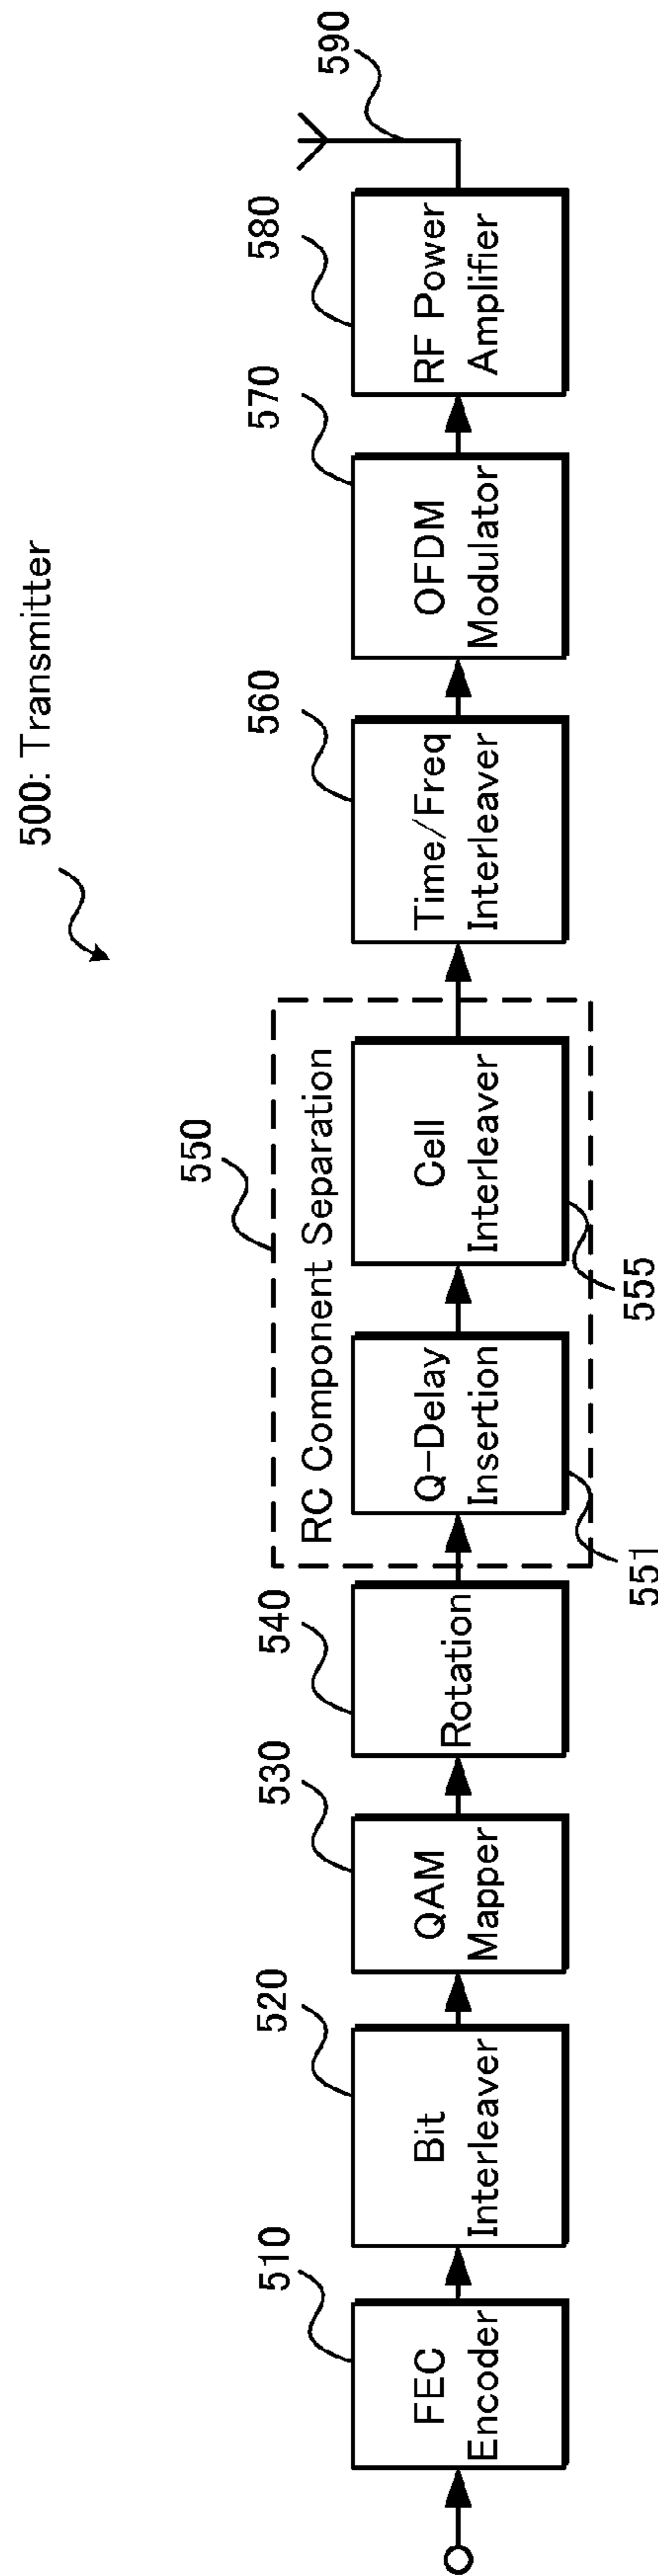 500: Transmitter
510
FEC
Encoder
520
Bit
Interleaver
530
QAM
Mapper
540
Rotation
550
RC Component Separation
Q-Delay
Insertion
551
Cell
Interleaver
555
560
Time/Freq
Interleaver
570
OFDM
Modulator
580
RF Power
Amplifier
590